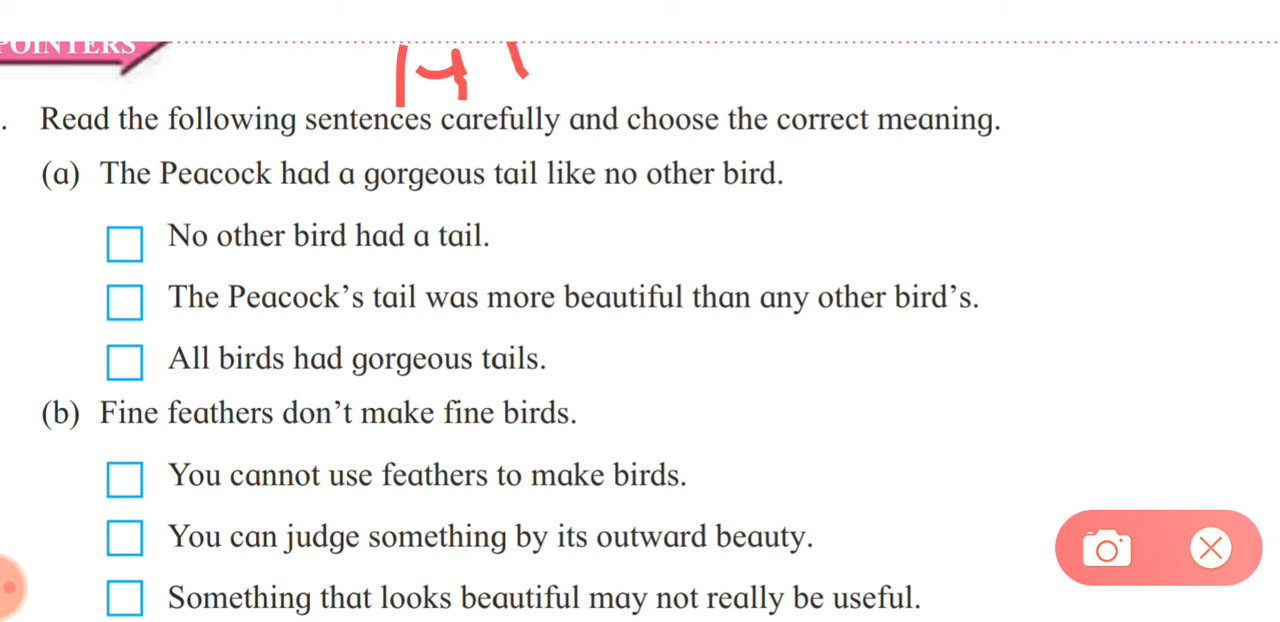 POINTERS
14
. Read the following sentences carefully and choose the correct meaning.
(a) The Peacock had a gorgeous tail like no other bird.
No other bird had a tail.
The Peacock’s tail was more beautiful than any other bird’s.
All birds had gorgeous tails.
(b) Fine feathers don’t make fine birds.
You cannot use feathers to make birds.
You can judge something by its outward beauty.
Something that looks beautiful may not really be useful.